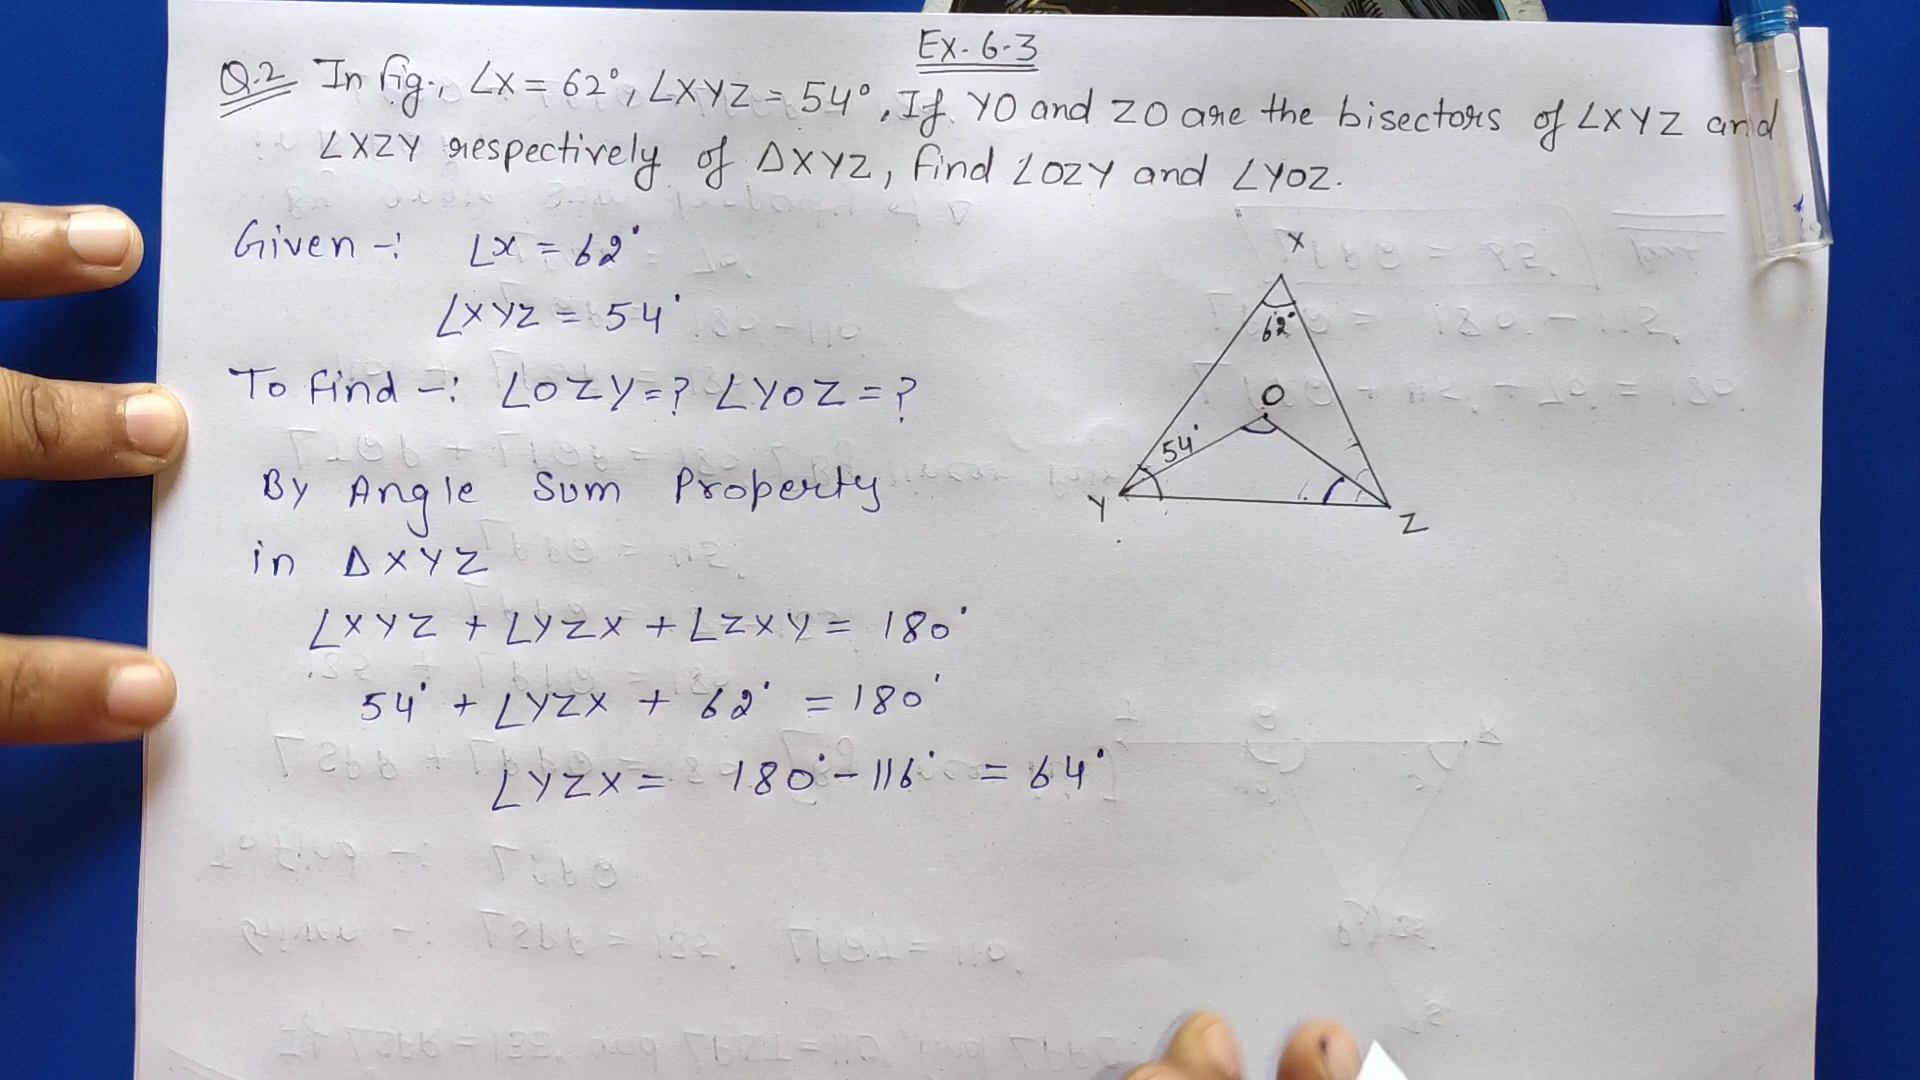 Ex-6.3
Q.2 In fig., ∠X = 62°, ∠XYZ = 54°, If YO and ZO are the bisectors of ∠XYZ and
∠XZY respectively of ΔXYZ, find ∠OZY and ∠YOZ.
Given -: ∠x = 62°
∠XYZ = 54°
To find -: ∠OZY = ? ∠YOZ = ?
X
62°
O
54°
Y
Z
By Angle Sum Property
in ΔXYZ
∠XYZ + ∠YZX + ∠ZXY = 180°
54° + ∠YZX + 62° = 180°
∠YZX = 180° - 116° = 64°